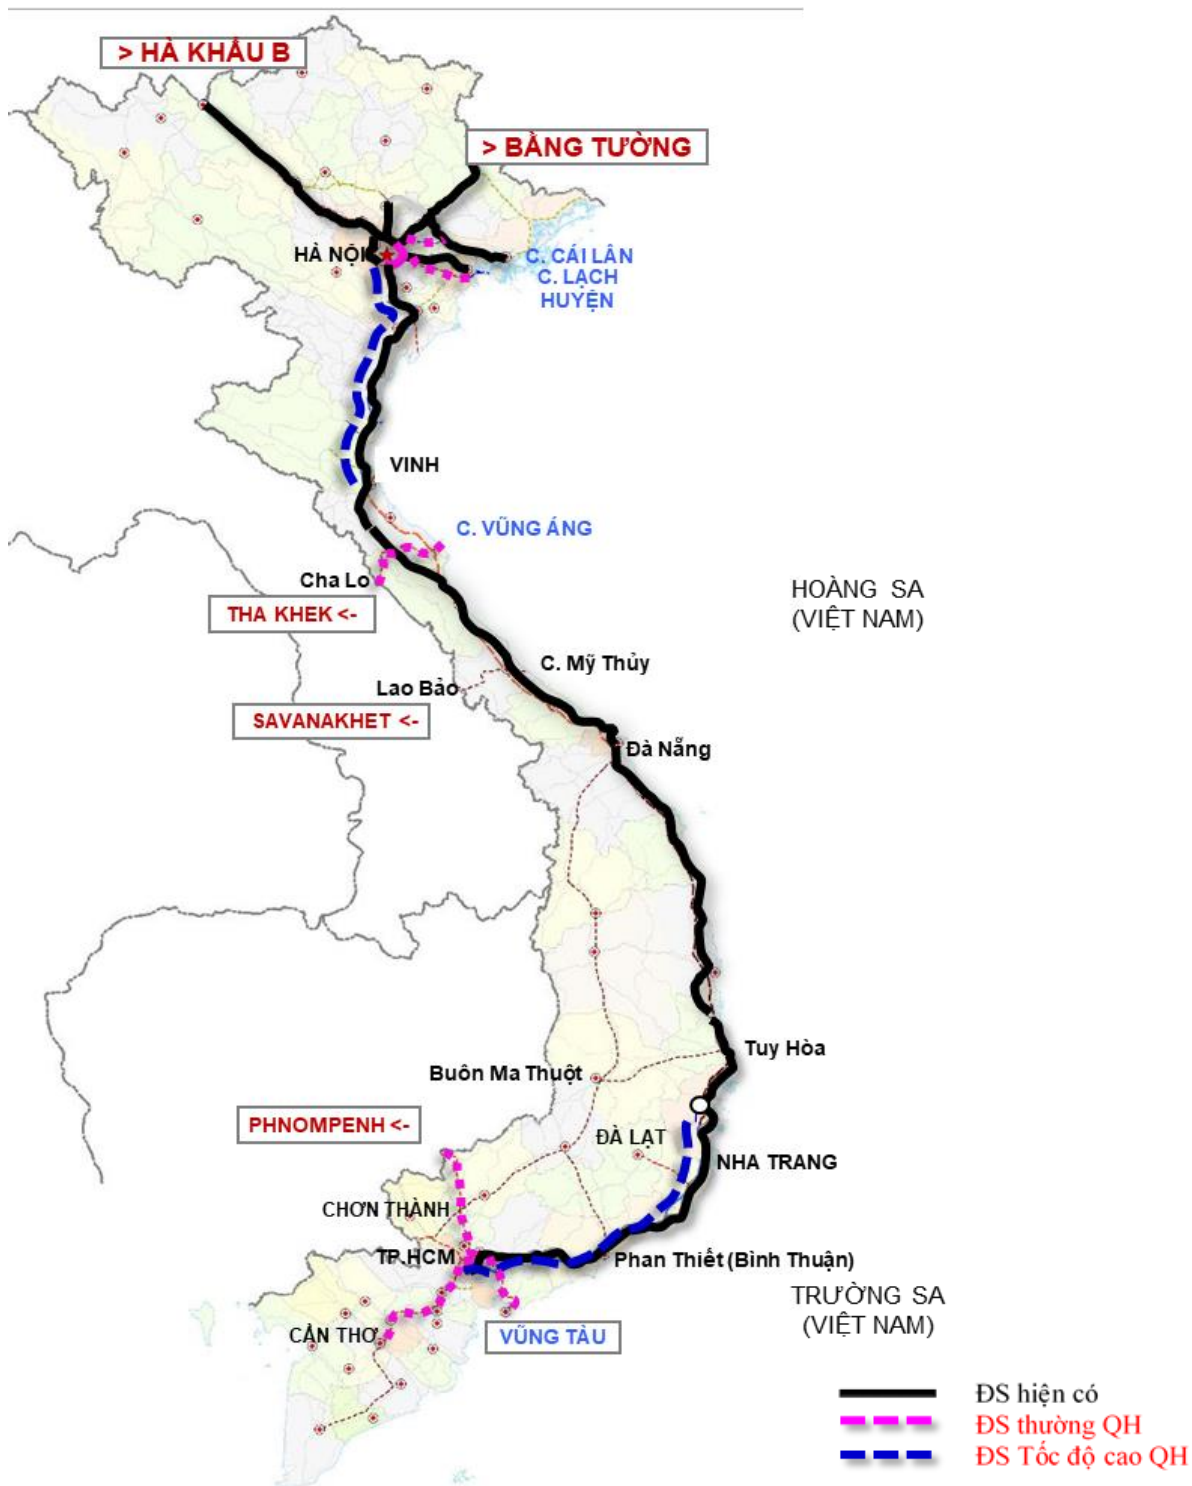 > HÀ KHẨU B
> BẰNG TƯỜNG
HÀ NỘI
C. CÁI LÂN
C. LẠCH
HUYỆN
VINH
C. VŨNG ÁNG
Cha Lo
THA KHEK <-
HOÀNG SA
(VIỆT NAM)
C. Mỹ Thủy
Lao Bảo
SAVANAKHET <-
Đà Nẵng
Tuy Hòa
Buôn Ma Thuột
PHNOMPENH <-
ĐÀ LẠT
NHA TRANG
CHƠN THÀNH
TP.HCM
Phan Thiết (Bình Thuận)
TRƯỜNG SA
(VIỆT NAM)
CẦN THƠ
VŨNG TÀU
ĐS hiện có
ĐS thường QH
ĐS Tốc độ cao QH